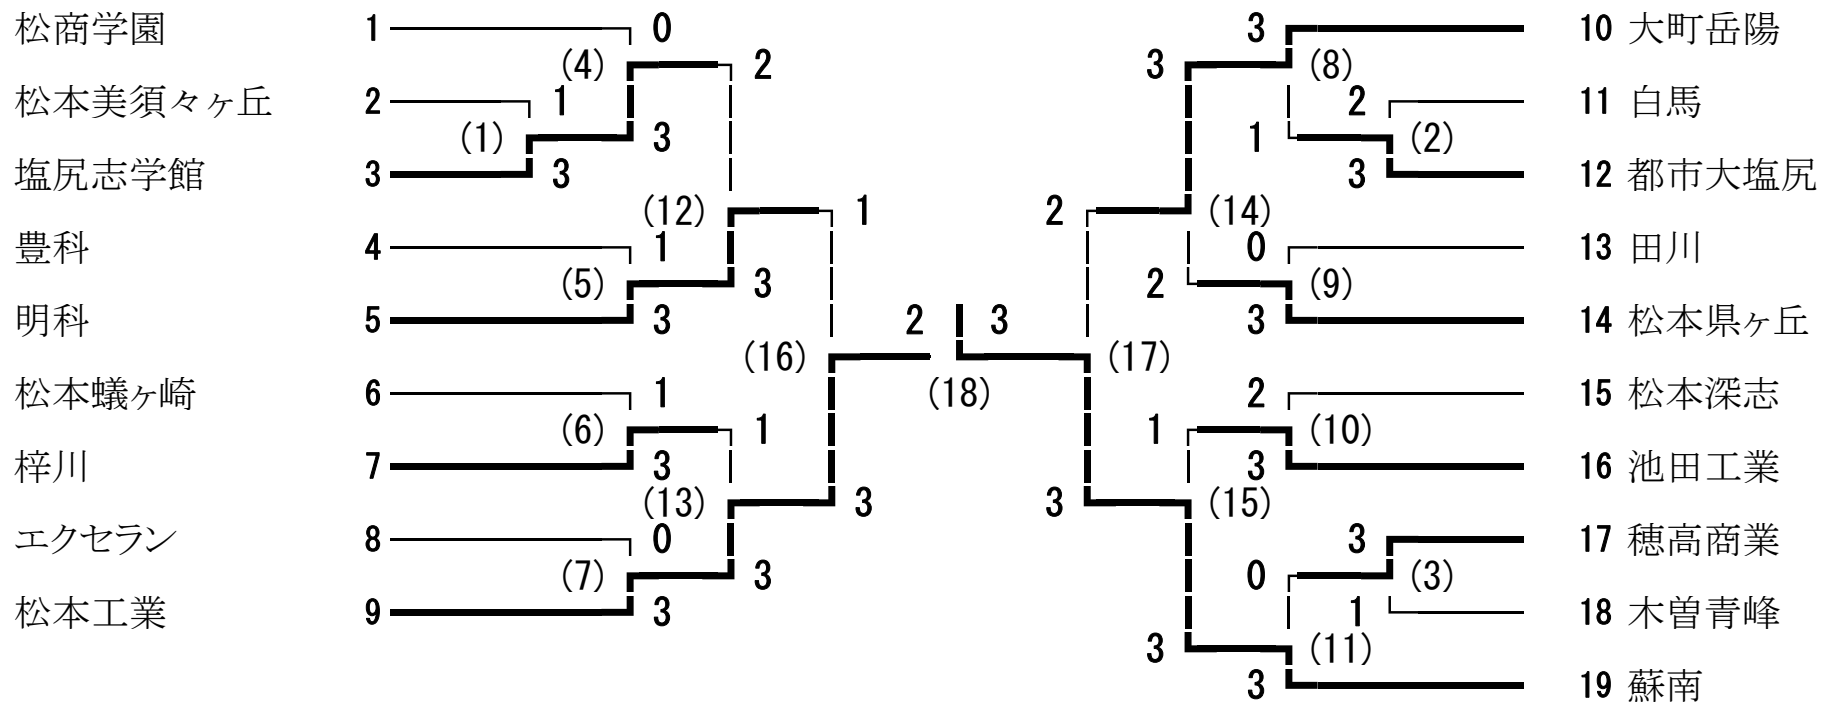 松商学園 1 0 3 10 大町岳陽
(4) 2 3 (8)
松本美須々ヶ丘 2 1 2 11 白馬
(1) 3 1 (2)
塩尻志学館 3 3 3 12 都市大塩尻
(12) 1 2 (14)
豊科 4 1 0 13 田川
(5) 3 2 (9)
明科 5 3 2 3 3 14 松本県ヶ丘
(16) (17)
松本蟻ヶ崎 6 1 (18) 2 15 松本深志
(6) 1 1 (10)
梓川 7 3 3 16 池田工業
(13) 3 3 (15)
エクセラン 8 0 3 17 穂高商業
(7) 3 0 (3)
松本工業 9 3 1 18 木曽青峰
3 (11)
3 19 蘇南